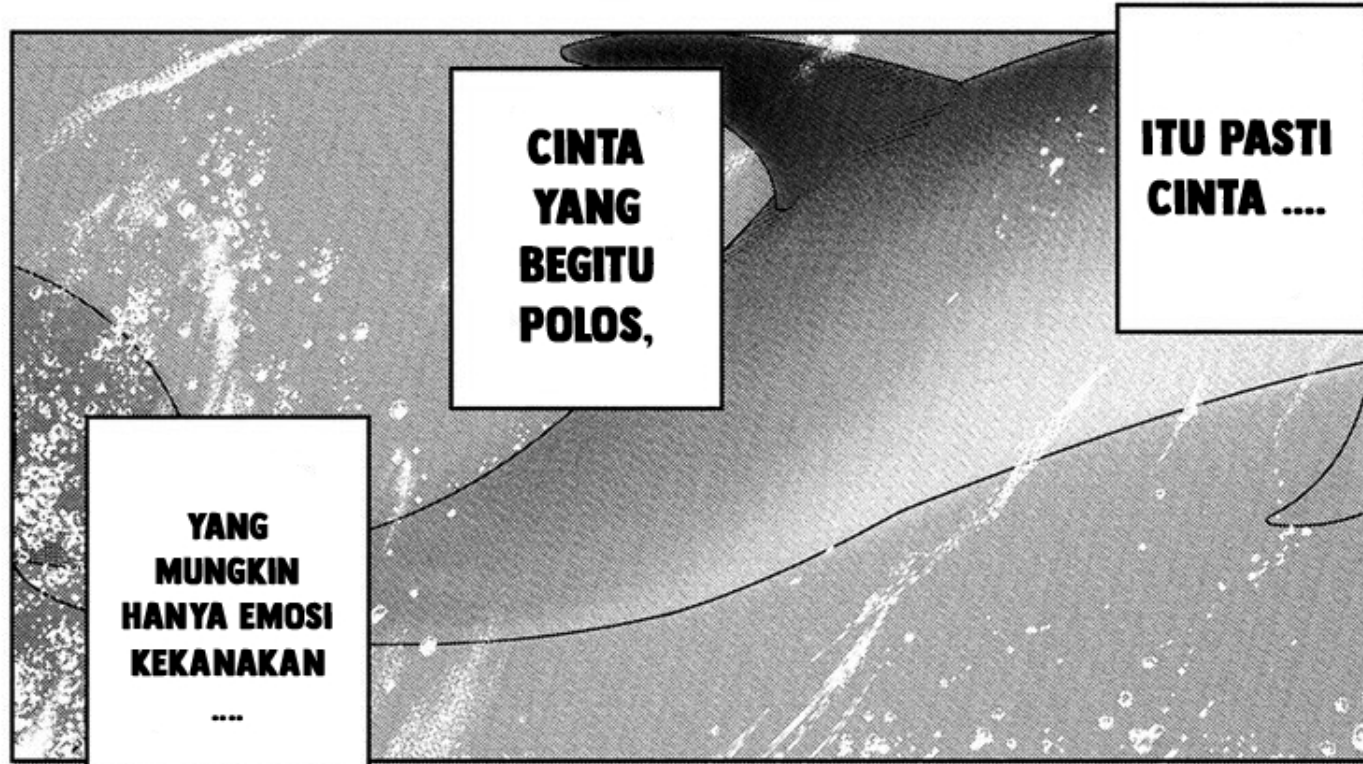 ITU PASTI
CINTA ....
CINTA
YANG
BEGITU
POLOS,
YANG
MUNGKIN
HANYA EMOSI
KEKANAKAN
....